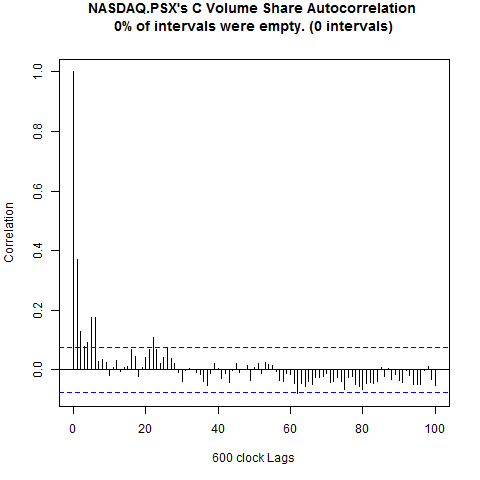 NASDAQ.PSX's C Volume Share Autocorrelation
0% of intervals were empty. (0 intervals)
1.0
0.8
0.6
0.4
0.2
0.0
Correlation
0 20 40 60 80 100
600 clock Lags